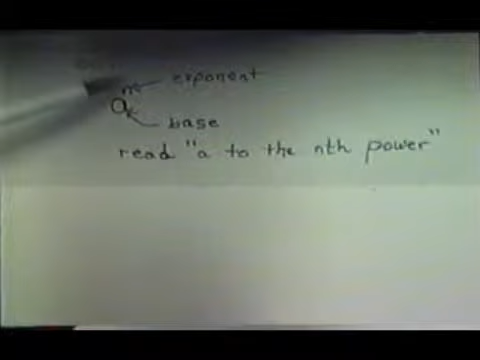 n ← exponent
a ← base
read "a to the nth power"